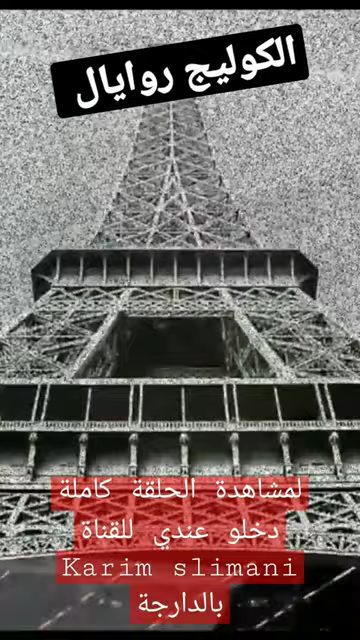 الكوليج روايال
لمشاهدة الحلقة كاملة
دخلو عندي للقناة
Karim slimani
بالدارجة